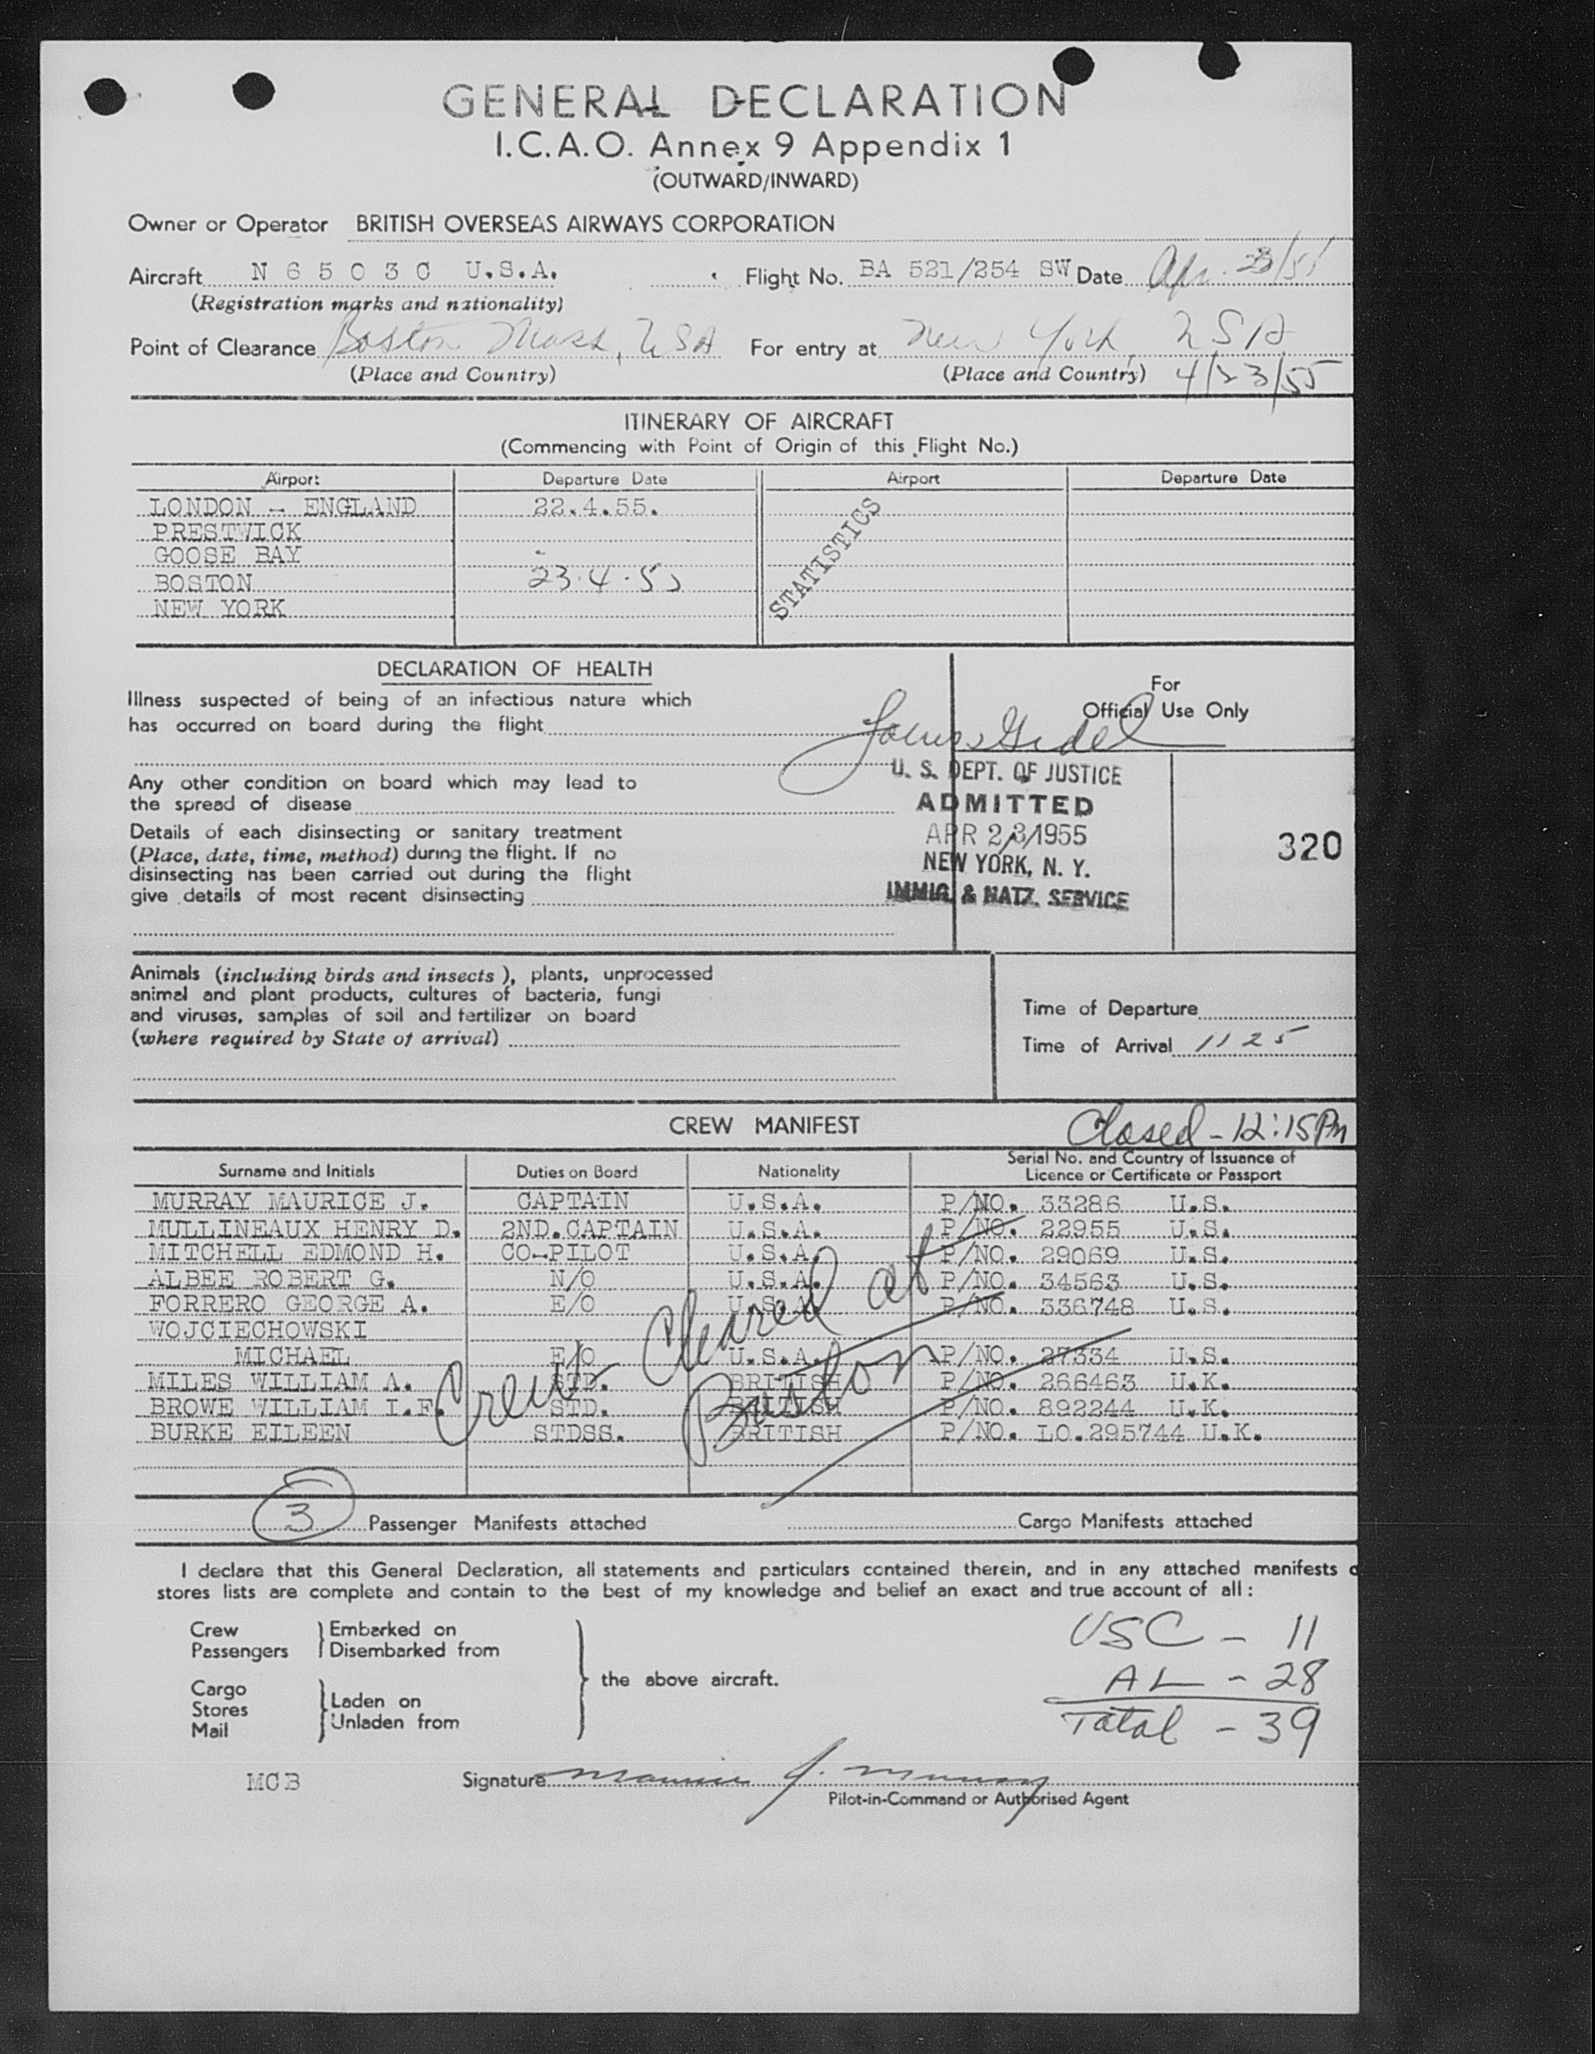 GENERAL DECLARATION
I.C.A.O. Annex 9 Appendix 1
(OUTWARD/INWARD)
Owner or Operator BRITISH OVERSEAS AIRWAYS CORPORATION
Aircraft N 6 5 0 3 C U.S.A. Flight No. BA 521/254 SW Date Apr. 23/55
(Registration marks and nationality)
Point of Clearance Boston Mass, USA For entry at New York, USA
(Place and Country) (Place and Country) 4/23/55
ITINERARY OF AIRCRAFT
(Commencing with Point of Origin of this Flight No.)
Airport Departure Date Airport Departure Date
LONDON - ENGLAND 22.4.55.
PRESTWICK
GOOSE BAY
BOSTON 23.4.55
NEW YORK
STATISTICS
DECLARATION OF HEALTH
Illness suspected of being of an infectious nature which
has occurred on board during the flight
Any other condition on board which may lead to
the spread of disease
Details of each disinsecting or sanitary treatment
(Place, date, time, method) during the flight. If no
disinsecting has been carried out during the flight
give details of most recent disinsecting
For
Official Use Only
U. S. DEPT. OF JUSTICE
ADMITTED
APR 23 1955
NEW YORK, N. Y.
IMMIG. & NATZ. SERVICE
320
Animals (including birds and insects), plants, unprocessed
animal and plant products, cultures of bacteria, fungi
and viruses, samples of soil and fertilizer on board
(where required by State of arrival)
Time of Departure
Time of Arrival 1125
CREW MANIFEST Closed - 12:15 Pm
Surname and Initials Duties on Board Nationality Serial No. and Country of Issuance of
Licence or Certificate or Passport
MURRAY MAURICE J. CAPTAIN U.S.A. P/NO. 33286 U.S.
MULLINEAUX HENRY D. 2ND.CAPTAIN U.S.A. P/NO. 22955 U.S.
MITCHELL EDMOND H. CO-PILOT U.S.A. P/NO. 29069 U.S.
ALBEE ROBERT G. N/O U.S.A. P/NO. 34563 U.S.
FORRERO GEORGE A. E/O U.S.A. P/NO. 336748 U.S.
WOJCIECHOWSKI
MICHAEL E/O U.S.A. P/NO. 27334 U.S.
MILES WILLIAM A. STD. BRITISH P/NO. 266463 U.K.
BROWE WILLIAM I.F. STD. BRITISH P/NO. 892244 U.K.
BURKE EILEEN STDSS. BRITISH P/NO. LO.295744 U.K.
Crew Cleared at
Boston
3 Passenger Manifests attached Cargo Manifests attached
I declare that this General Declaration, all statements and particulars contained therein, and in any attached manifests
stores lists are complete and contain to the best of my knowledge and belief an exact and true account of all:
Crew Embarked on
Passengers Disembarked from
the above aircraft.
Cargo
Stores Laden on
Mail Unladen from
USC - 11
AL - 28
Total - 39
MCB Signature Maurice J. Murray
Pilot-in-Command or Authorised Agent